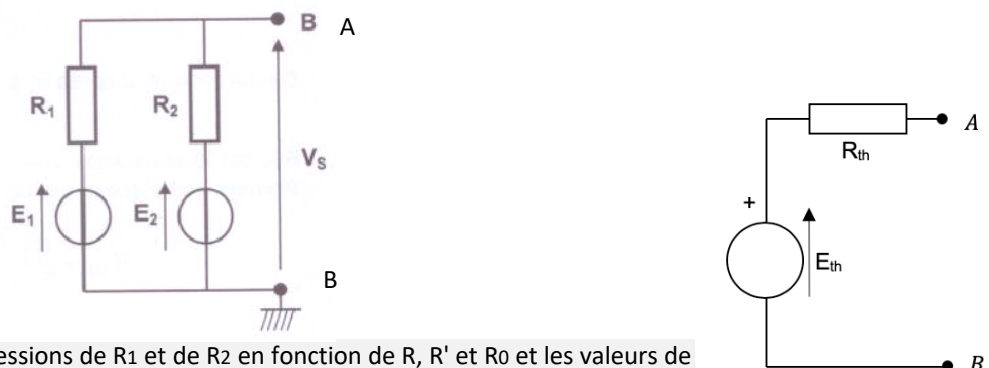 B A
R1 R2
VS
E1 E2
B
A
Rth
+
Eth
B
essions de R1 et de R2 en fonction de R, R' et R0 et les valeurs de